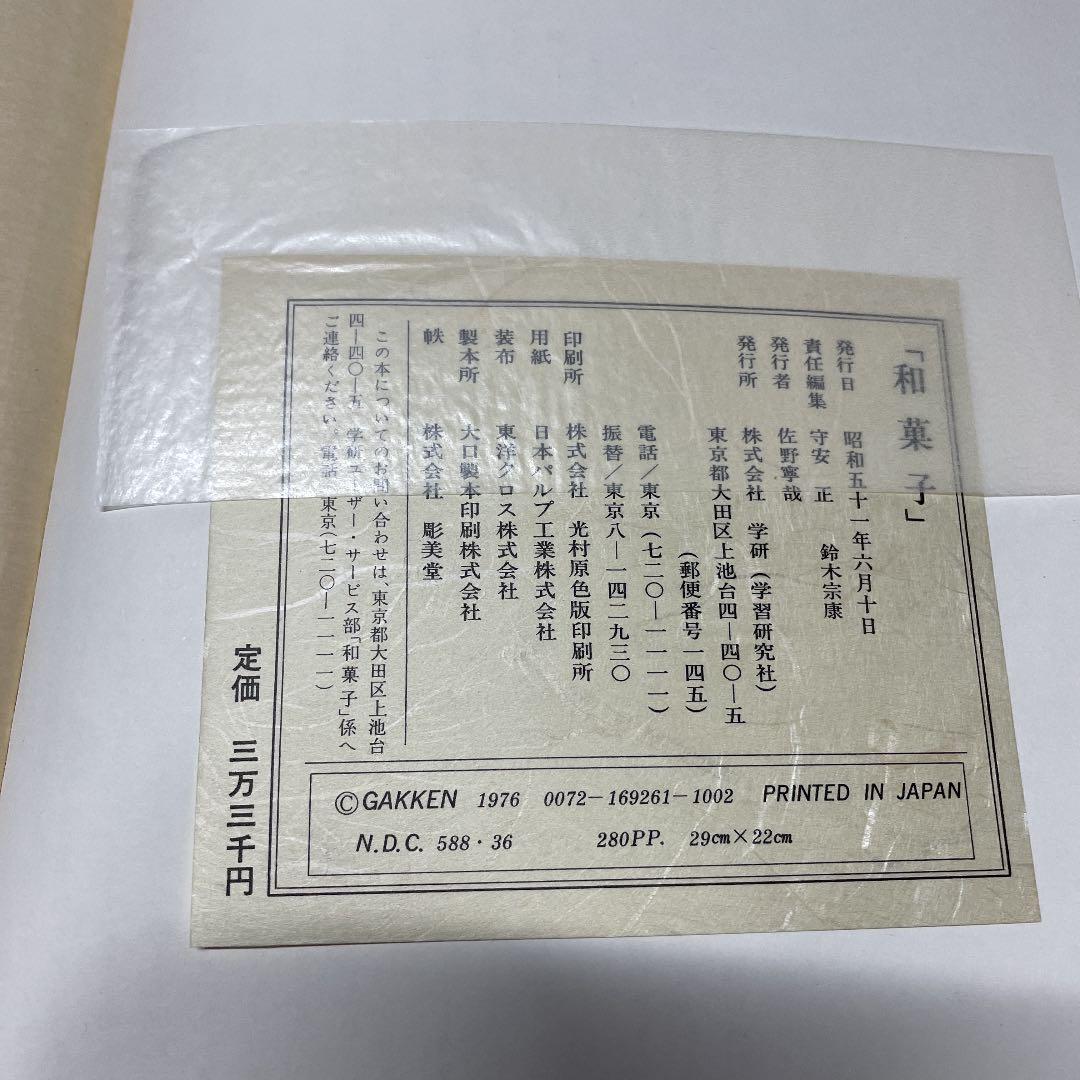 「和菓子」
発行日 昭和五十一年六月十日
責任編集 守安 正 鈴木宗康
発行者 佐野寧哉
発行所 株式会社 学研(学習研究社)
東京都大田区上池台四—四〇—五
(郵便番号一四五)
電話/東京(七二〇)一一一一
振替/東京八—一四二九三〇
印刷所 株式会社 光村原色版印刷所
用紙 日本パルプ工業株式会社
装布 東洋クロス株式会社
製本所 大口製本印刷株式会社
帙 株式会社 彫美堂
この本についてのお問い合わせは、東京都大田区上池台
四—四〇—五 学研ユーザー・サービス部「和菓子」係へ
ご連絡ください。電話 東京(七二〇)一一一一
定価 三万三千円
©GAKKEN 1976 0072-169261-1002 PRINTED IN JAPAN
N.D.C. 588・36 280PP. 29cm×22cm